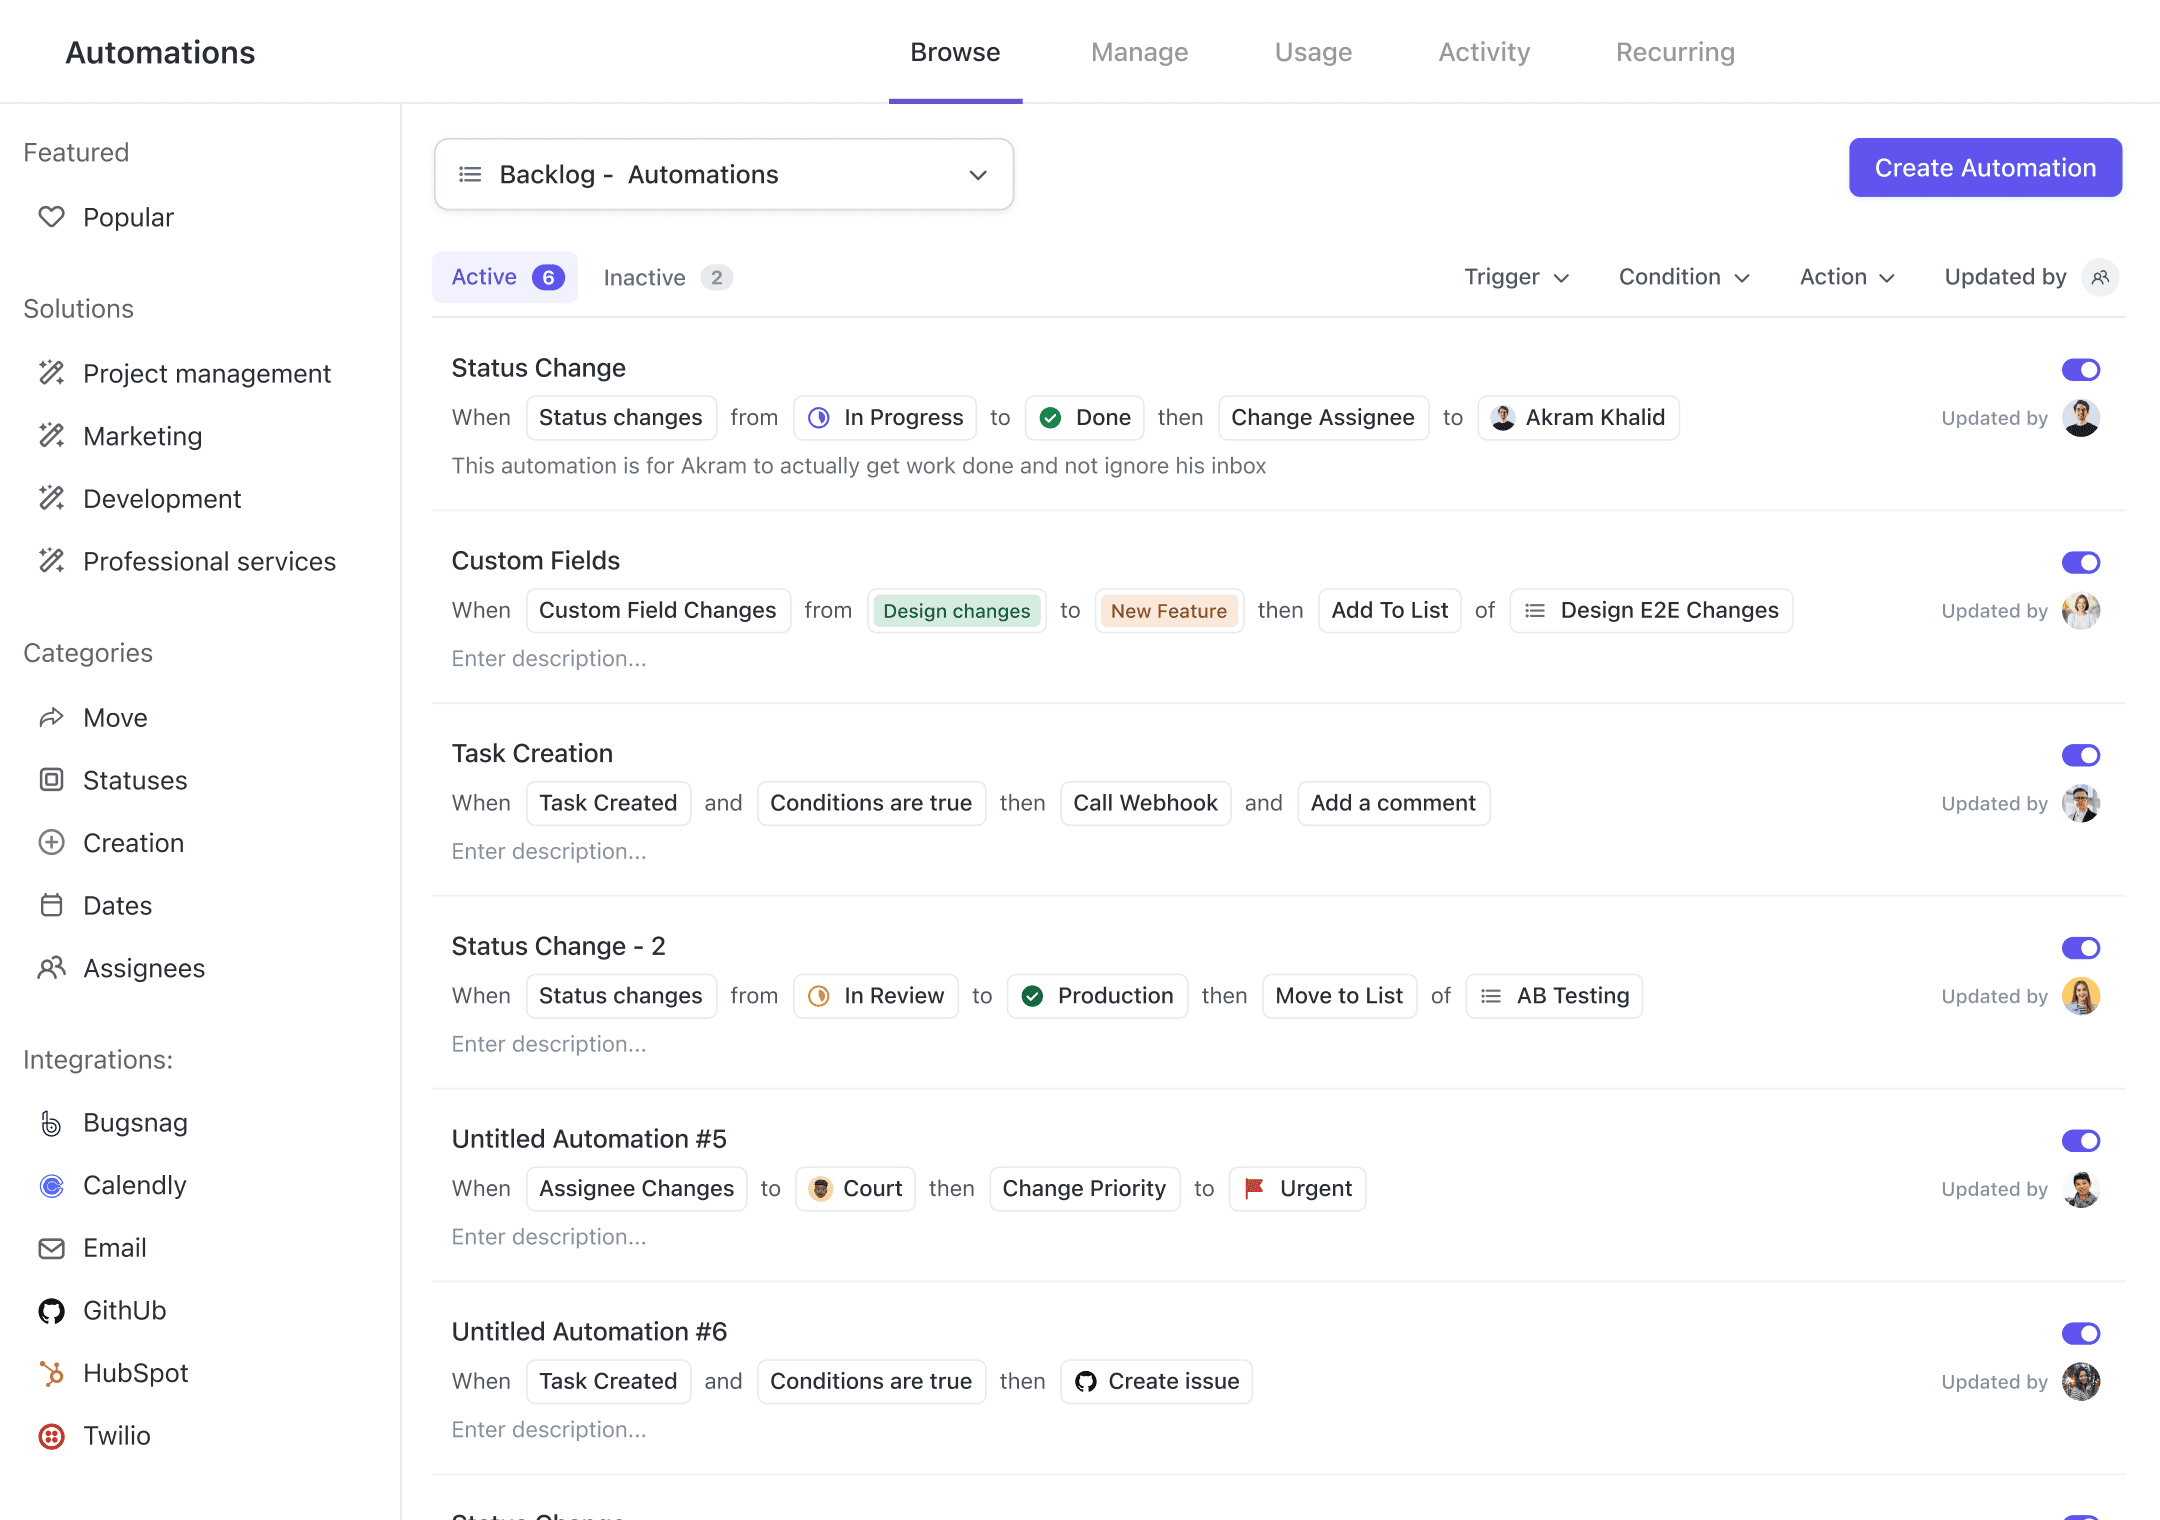 Automations
Browse Manage Usage Activity Recurring
Featured
Popular
Solutions
Project management
Marketing
Development
Professional services
Categories
Move
Statuses
Creation
Dates
Assignees
Integrations:
Bugsnag
Calendly
Email
GithUb
HubSpot
Twilio
Backlog - Automations
Create Automation
Active 6 Inactive 2 Trigger Condition Action Updated by
Status Change
When Status changes from In Progress to Done then Change Assignee to Akram Khalid Updated by
This automation is for Akram to actually get work done and not ignore his inbox
Custom Fields
When Custom Field Changes from Design changes to New Feature then Add To List of Design E2E Changes Updated by
Enter description...
Task Creation
When Task Created and Conditions are true then Call Webhook and Add a comment Updated by
Enter description...
Status Change - 2
When Status changes from In Review to Production then Move to List of AB Testing Updated by
Enter description...
Untitled Automation #5
When Assignee Changes to Court then Change Priority to Urgent Updated by
Enter description...
Untitled Automation #6
When Task Created and Conditions are true then Create issue Updated by
Enter description...
Status Change